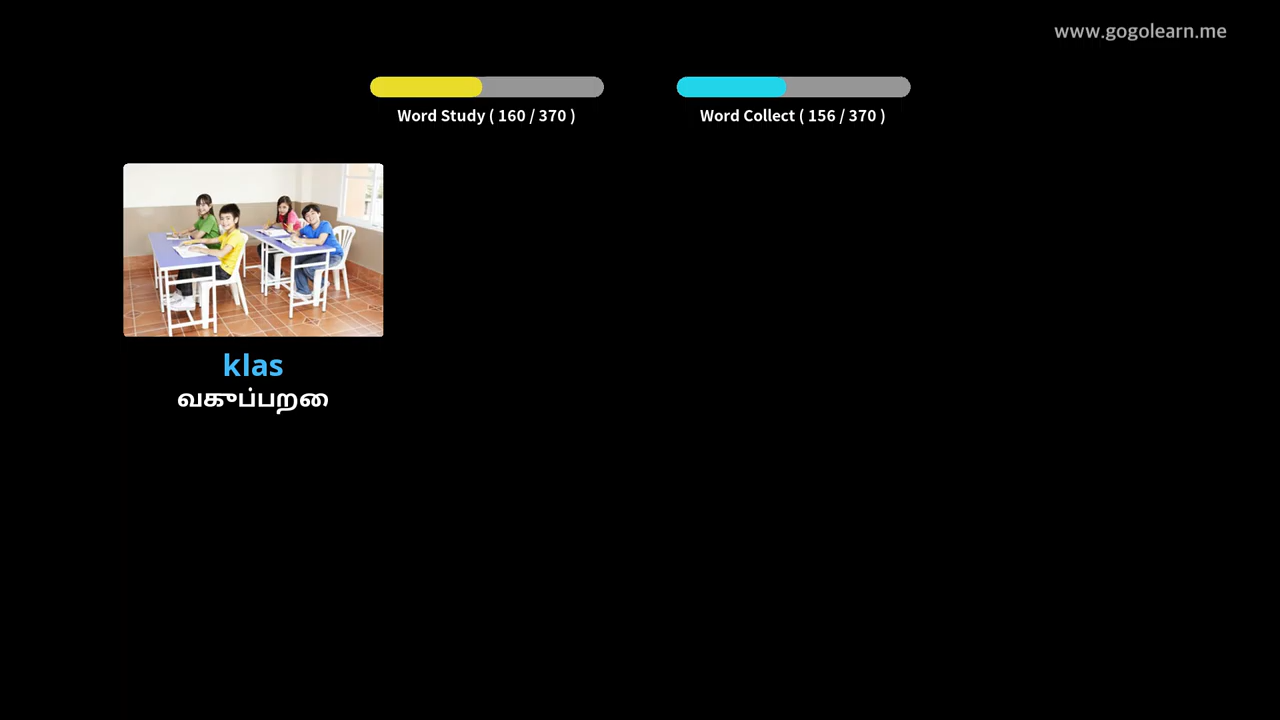 www.gogolearn.me
Word Study ( 160 / 370 )
Word Collect ( 156 / 370 )
klas
வகுப்பறை